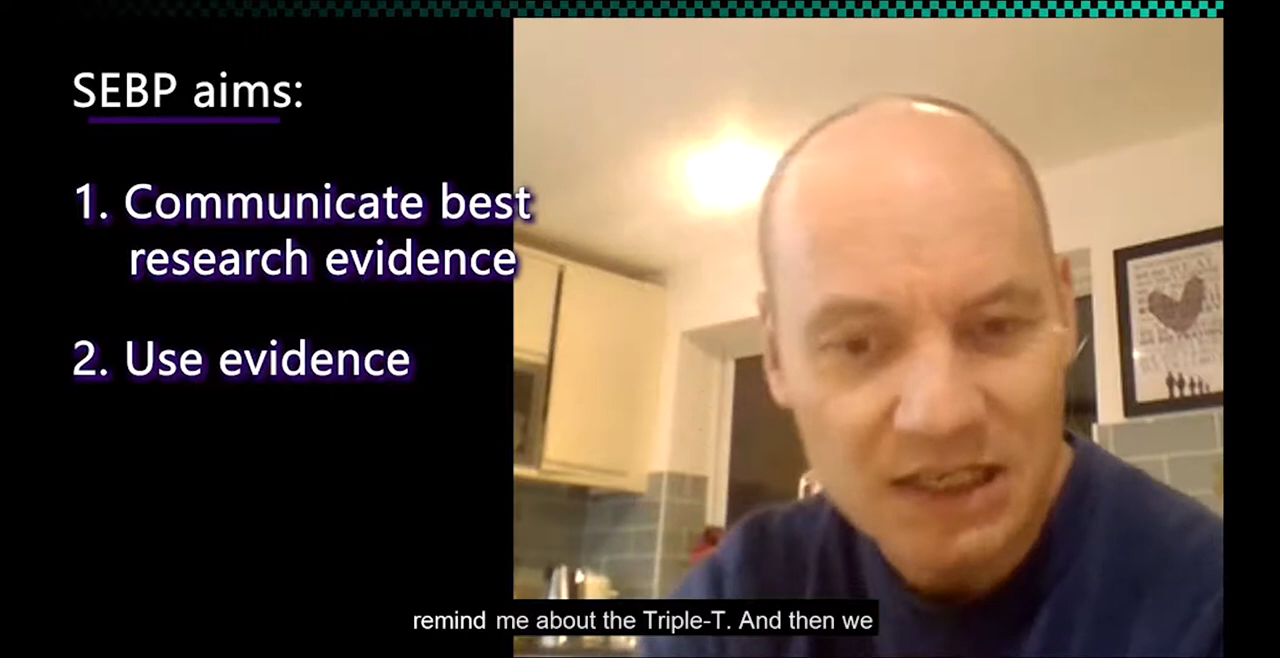 SEBP aims:
1. Communicate best
research evidence
2. Use evidence
remind me about the Triple-T. And then we